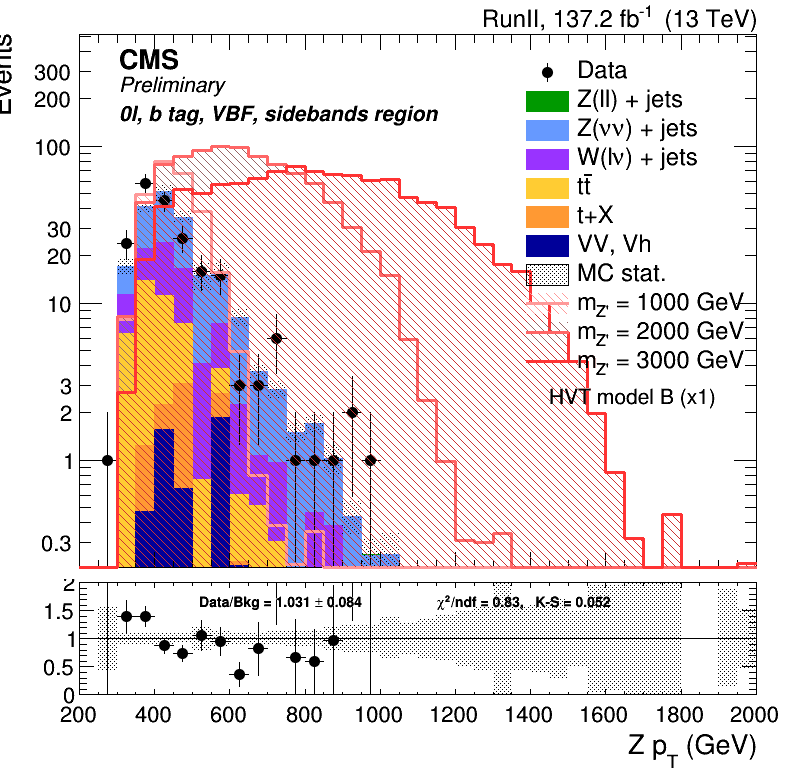 RunII, 137.2 fb⁻¹ (13 TeV)
Events
CMS
Preliminary
0l, b tag, VBF, sidebands region
Data
Z(ll) + jets
Z(νν) + jets
W(lν) + jets
tt̄
t+X
VV, Vh
MC stat.
m_Z' = 1000 GeV
m_Z' = 2000 GeV
m_Z' = 3000 GeV
HVT model B (x1)
300
200
100
30
20
10
3
2
1
0.3
Data/Bkg = 1.031 ± 0.084
χ²/ndf = 0.83, K-S = 0.052
2
1.5
1
0.5
0
200 400 600 800 1000 1200 1400 1600 1800 2000
Z p_T (GeV)